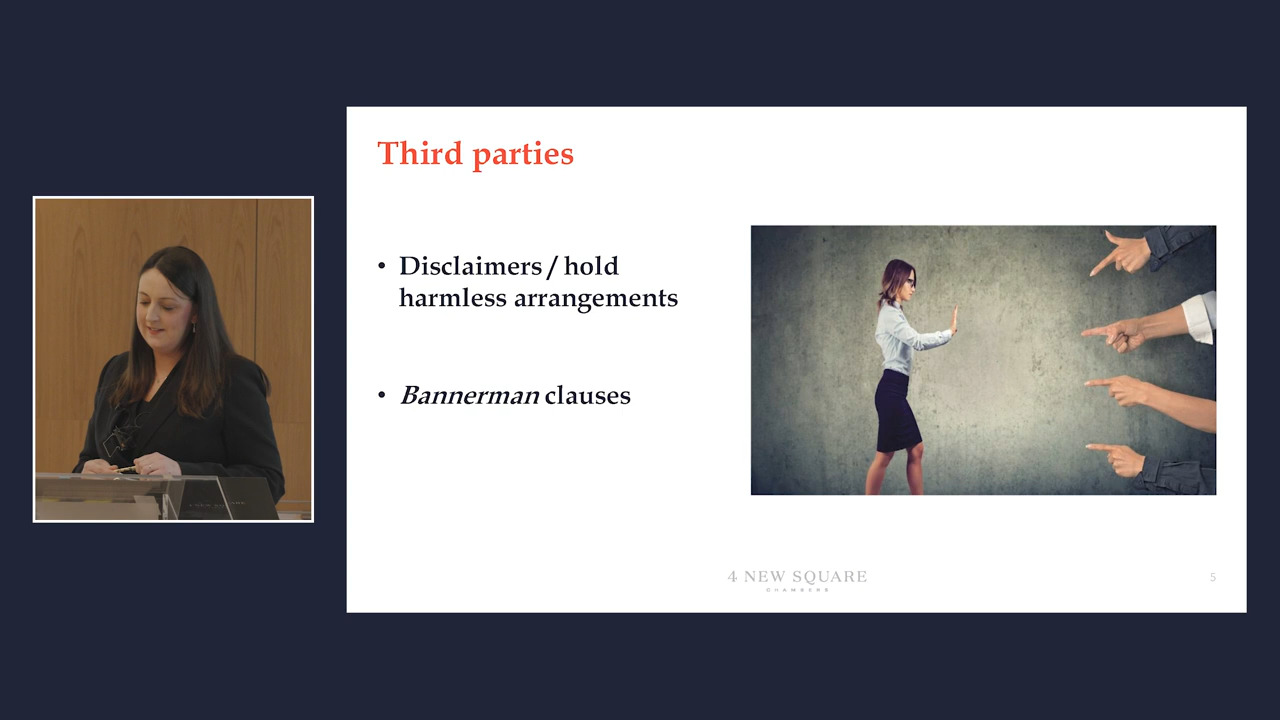 Third parties
• Disclaimers / hold
harmless arrangements
• Bannerman clauses
4 NEW SQUARE
CHAMBERS
5